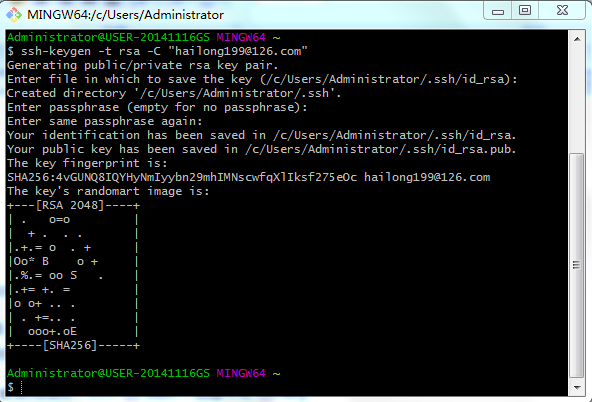 MINGW64:/c/Users/Administrator
Administrator@USER-20141116GS MINGW64 ~
$ ssh-keygen -t rsa -C "hailong199@126.com"
Generating public/private rsa key pair.
Enter file in which to save the key (/c/Users/Administrator/.ssh/id_rsa):
Created directory '/c/Users/Administrator/.ssh'.
Enter passphrase (empty for no passphrase):
Enter same passphrase again:
Your identification has been saved in /c/Users/Administrator/.ssh/id_rsa.
Your public key has been saved in /c/Users/Administrator/.ssh/id_rsa.pub.
The key fingerprint is:
SHA256:4vGUNQ8IQYHyNmIyybn29mhIMNscwfqXlIksf275eOc hailong199@126.com
The key's randomart image is:
+---[RSA 2048]----+
| .   o=o         |
|  + .  . .       |
|.+.= o  . +      |
|Oo* B    o +     |
|.%.= oo S   .    |
|.+= +. =         |
|o o+ .. .        |
| . +=.. .        |
|  ooo+.oE        |
+----[SHA256]-----+
Administrator@USER-20141116GS MINGW64 ~
$